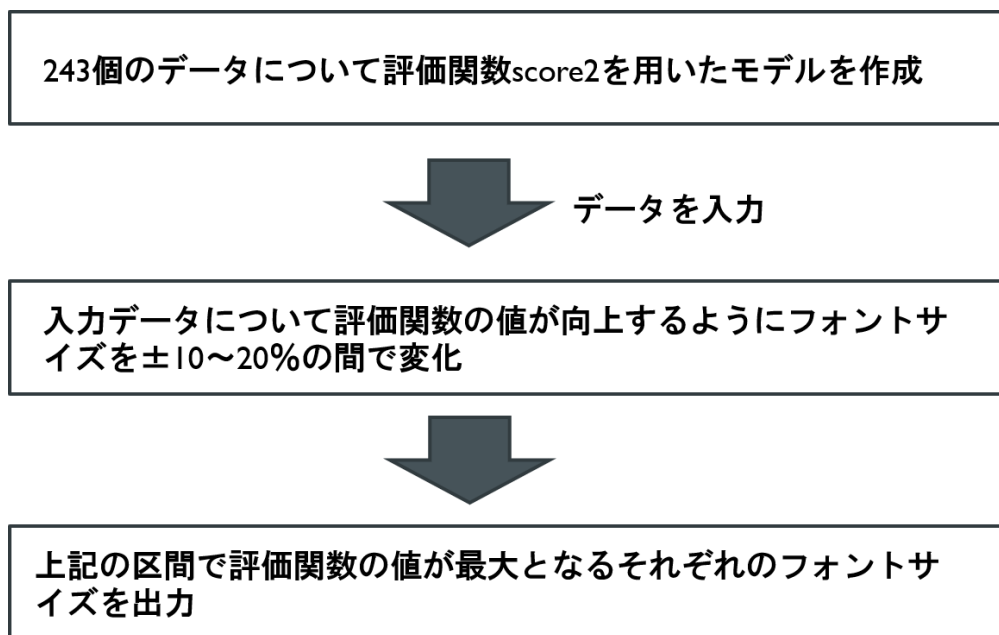 243個のデータについて評価関数score2を用いたモデルを作成
データを入力
入力データについて評価関数の値が向上するようにフォントサ
イズを±10～20％の間で変化
上記の区間で評価関数の値が最大となるそれぞれのフォントサ
イズを出力